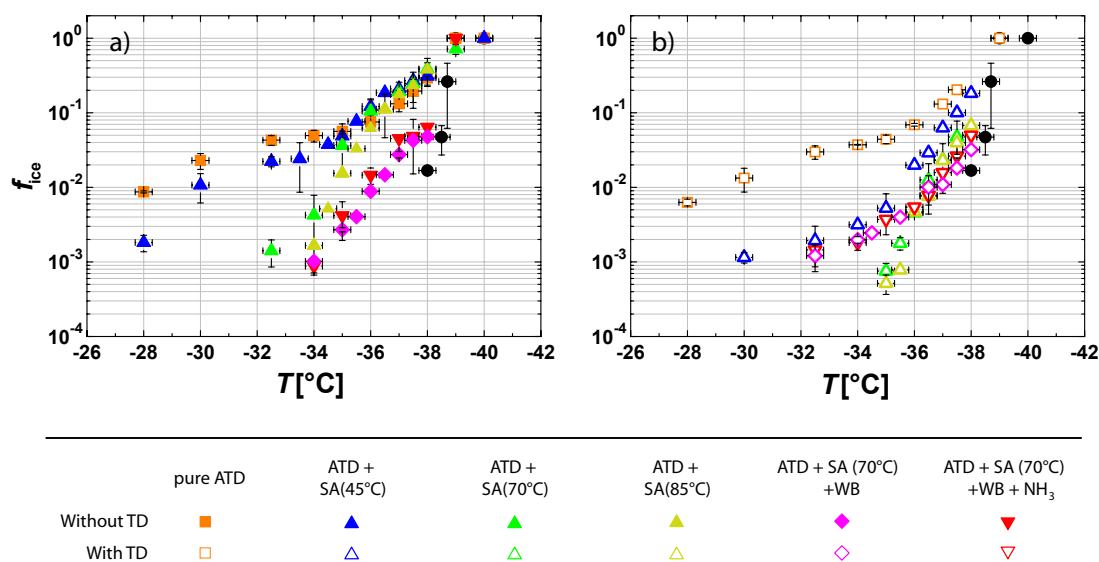 a)
b)
10^0
10^-1
10^-2
10^-3
10^-4
f_ice
-26 -28 -30 -32 -34 -36 -38 -40 -42
-26 -28 -30 -32 -34 -36 -38 -40 -42
T[°C]
T[°C]
pure ATD
ATD +
SA(45°C)
ATD +
SA(70°C)
ATD +
SA(85°C)
ATD + SA (70°C)
+WB
ATD + SA (70°C)
+WB + NH₃
Without TD
With TD